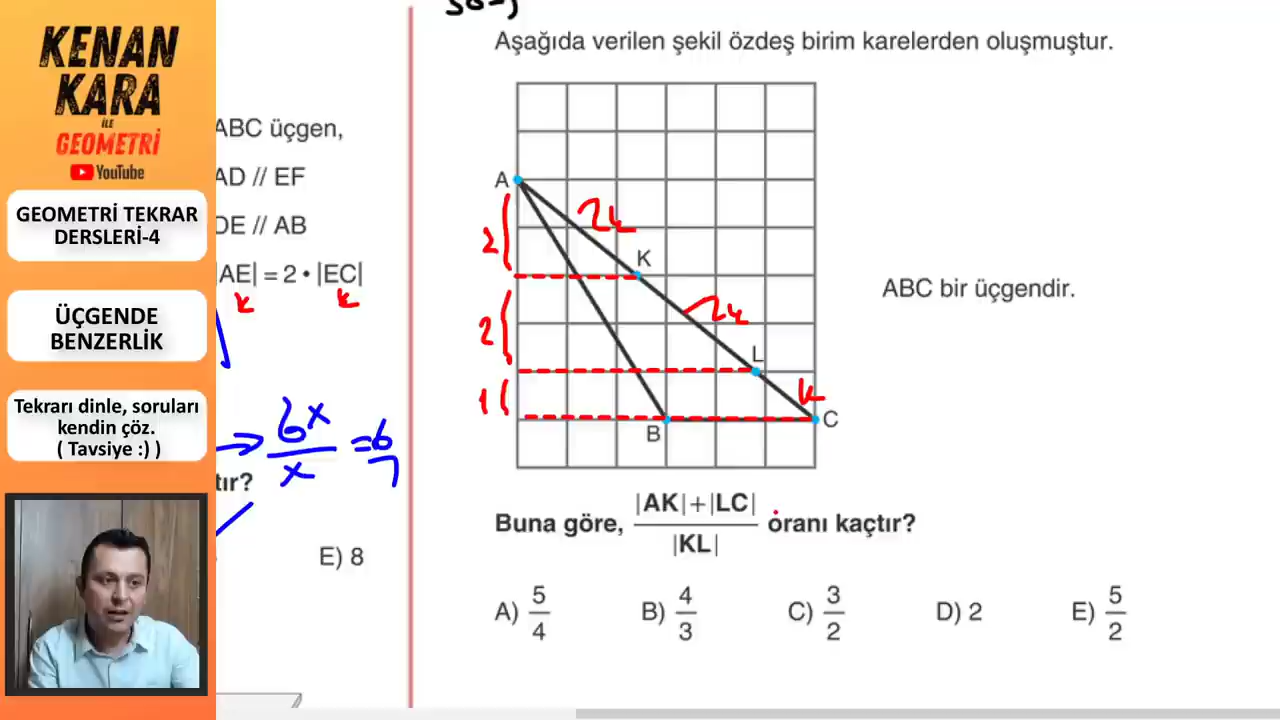 KENAN
KARA
İLE
GEOMETRİ
YouTube
GEOMETRİ TEKRAR
DERSLERİ-4
ÜÇGENDE
BENZERLİK
Tekrarı dinle, soruları
kendin çöz.
( Tavsiye :) )
ABC üçgen,
AD // EF
DE // AB
|AE| = 2 • |EC|
k k
6x/x = 6/7
tır?
E) 8
Aşağıda verilen şekil özdeş birim karelerden oluşmuştur.
A
2
2k
K
2
2k
L
1
k
B
C
ABC bir üçgendir.
Buna göre, |AK|+|LC| / |KL| oranı kaçtır?
A) 5/4 B) 4/3 C) 3/2 D) 2 E) 5/2